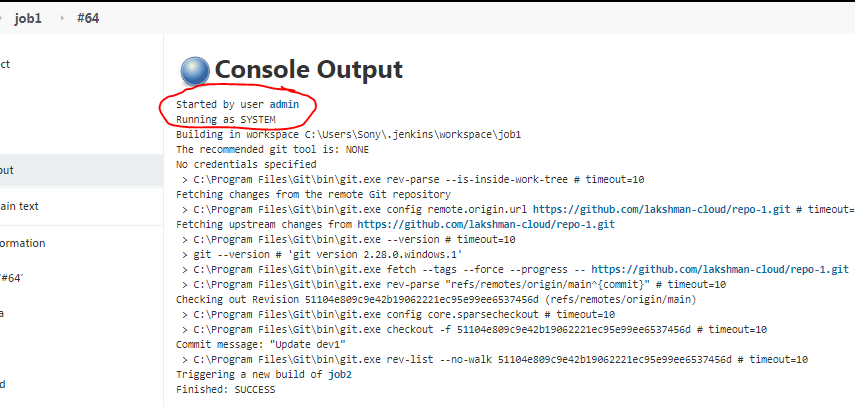 job1 #64
ct
Console Output
Started by user admin
Running as SYSTEM
Building in workspace C:\Users\Sony\.jenkins\workspace\job1
The recommended git tool is: NONE
put
No credentials specified
> C:\Program Files\Git\bin\git.exe rev-parse --is-inside-work-tree # timeout=10
Fetching changes from the remote Git repository
ain text
> C:\Program Files\Git\bin\git.exe config remote.origin.url https://github.com/lakshman-cloud/repo-1.git # timeout=
Fetching upstream changes from https://github.com/lakshman-cloud/repo-1.git
formation
> C:\Program Files\Git\bin\git.exe --version # timeout=10
> git --version # 'git version 2.28.0.windows.1'
> C:\Program Files\Git\bin\git.exe fetch --tags --force --progress -- https://github.com/lakshman-cloud/repo-1.git
'#64'
> C:\Program Files\Git\bin\git.exe rev-parse "refs/remotes/origin/main^{commit}" # timeout=10
Checking out Revision 51104e809c9e42b19062221ec95e99ee6537456d (refs/remotes/origin/main)
a
> C:\Program Files\Git\bin\git.exe config core.sparsecheckout # timeout=10
> C:\Program Files\Git\bin\git.exe checkout -f 51104e809c9e42b19062221ec95e99ee6537456d # timeout=10
Commit message: "Update dev1"
> C:\Program Files\Git\bin\git.exe rev-list --no-walk 51104e809c9e42b19062221ec95e99ee6537456d # timeout=10
Triggering a new build of job2
d
Finished: SUCCESS